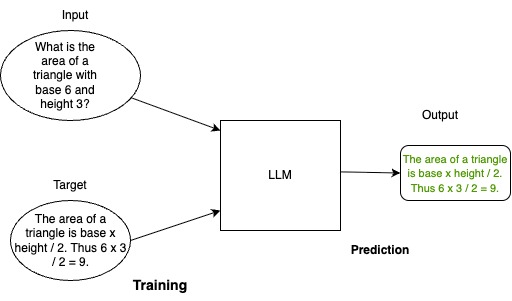 Input
What is the
area of a
triangle with
base 6 and
height 3?
Output
The area of a triangle
is base x height / 2.
Thus 6 x 3 / 2 = 9.
LLM
Target
The area of a
triangle is base x
height / 2. Thus 6 x 3
/ 2 = 9.
Prediction
Training